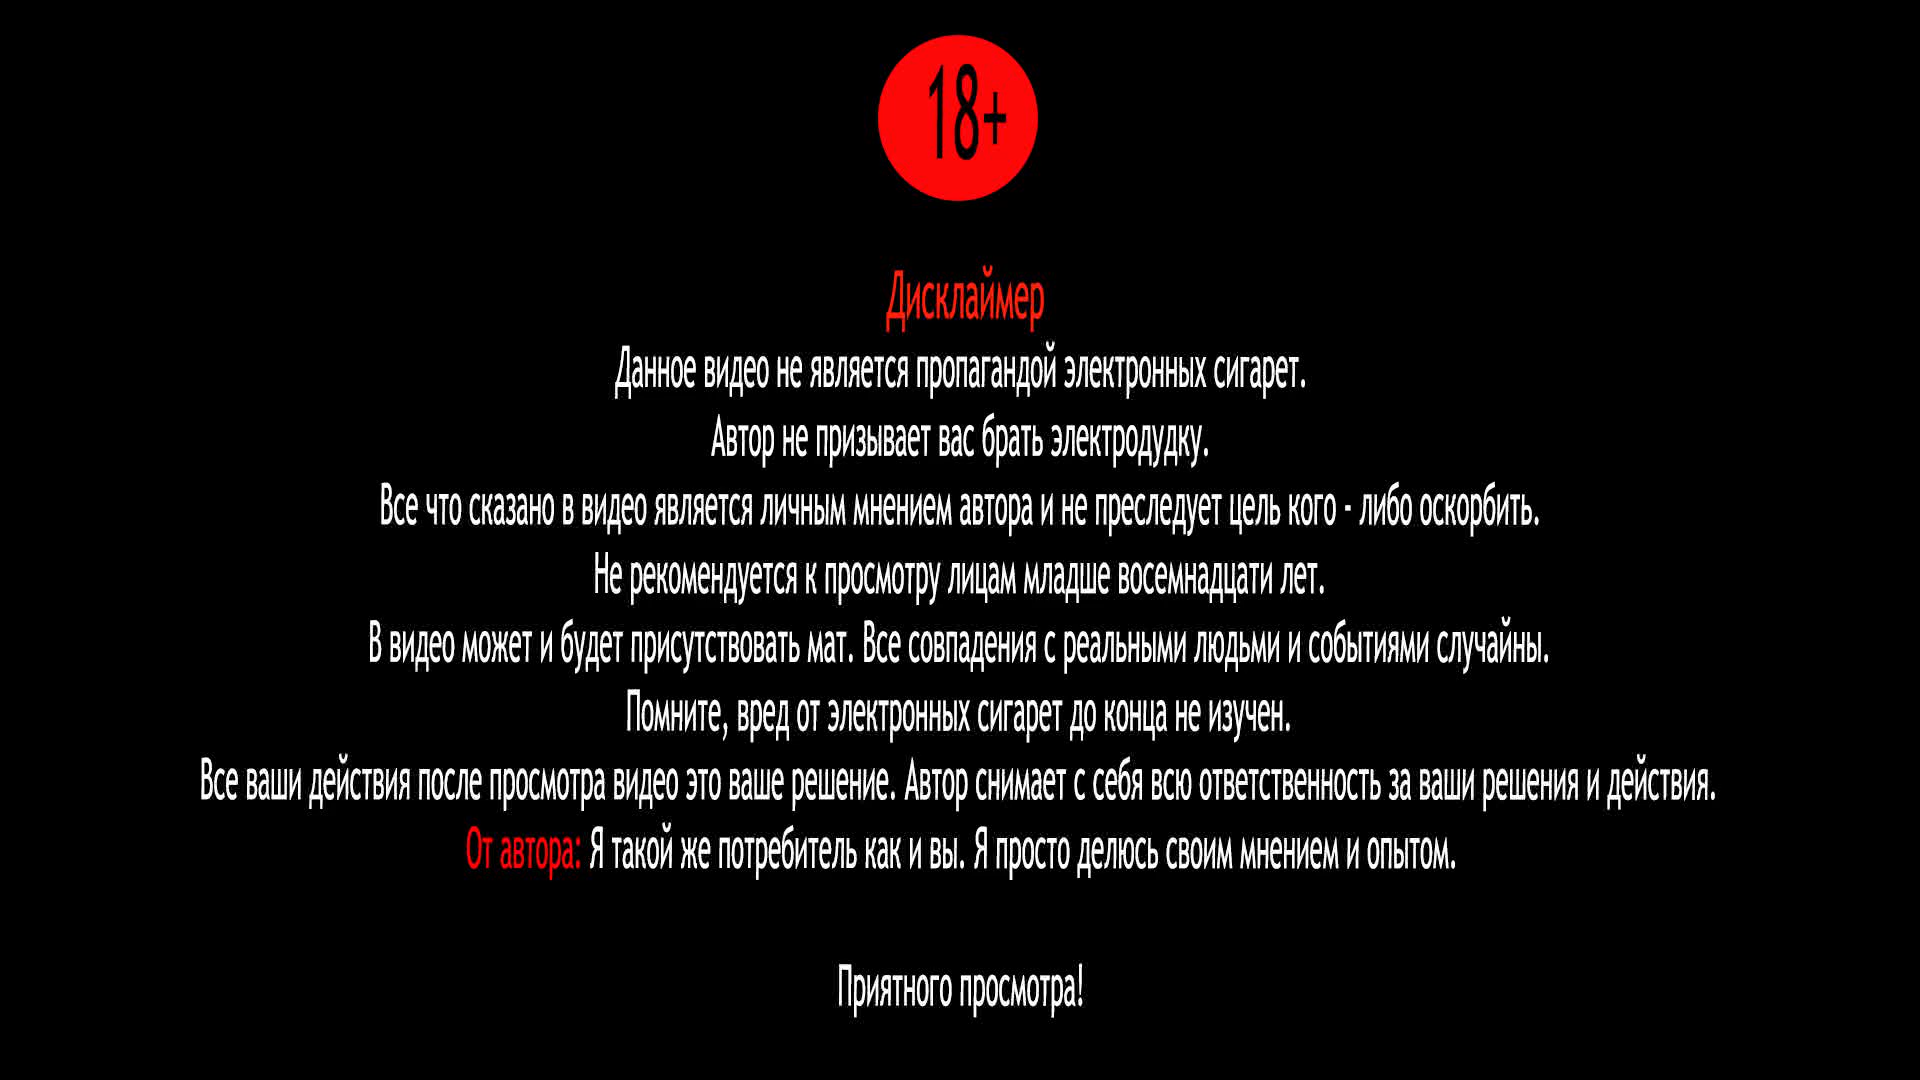 18+
Дисклаймер
Данное видео не является пропагандой электронных сигарет.
Автор не призывает вас брать электродудку.
Все что сказано в видео является личным мнением автора и не преследует цель кого - либо оскорбить.
Не рекомендуется к просмотру лицам младше восемнадцати лет.
В видео может и будет присутствовать мат. Все совпадения с реальными людьми и событиями случайны.
Помните, вред от электронных сигарет до конца не изучен.
Все ваши действия после просмотра видео это ваше решение. Автор снимает с себя всю ответственность за ваши решения и действия.
От автора: Я такой же потребитель как и вы. Я просто делюсь своим мнением и опытом.
Приятного просмотра!